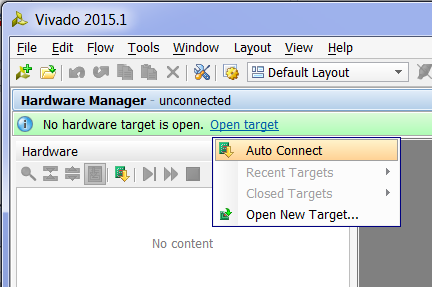 Vivado 2015.1
File Edit Flow Tools Window Layout View Help
Default Layout
Hardware Manager - unconnected
No hardware target is open. Open target
Hardware
Auto Connect
Recent Targets
Closed Targets
Open New Target...
No content